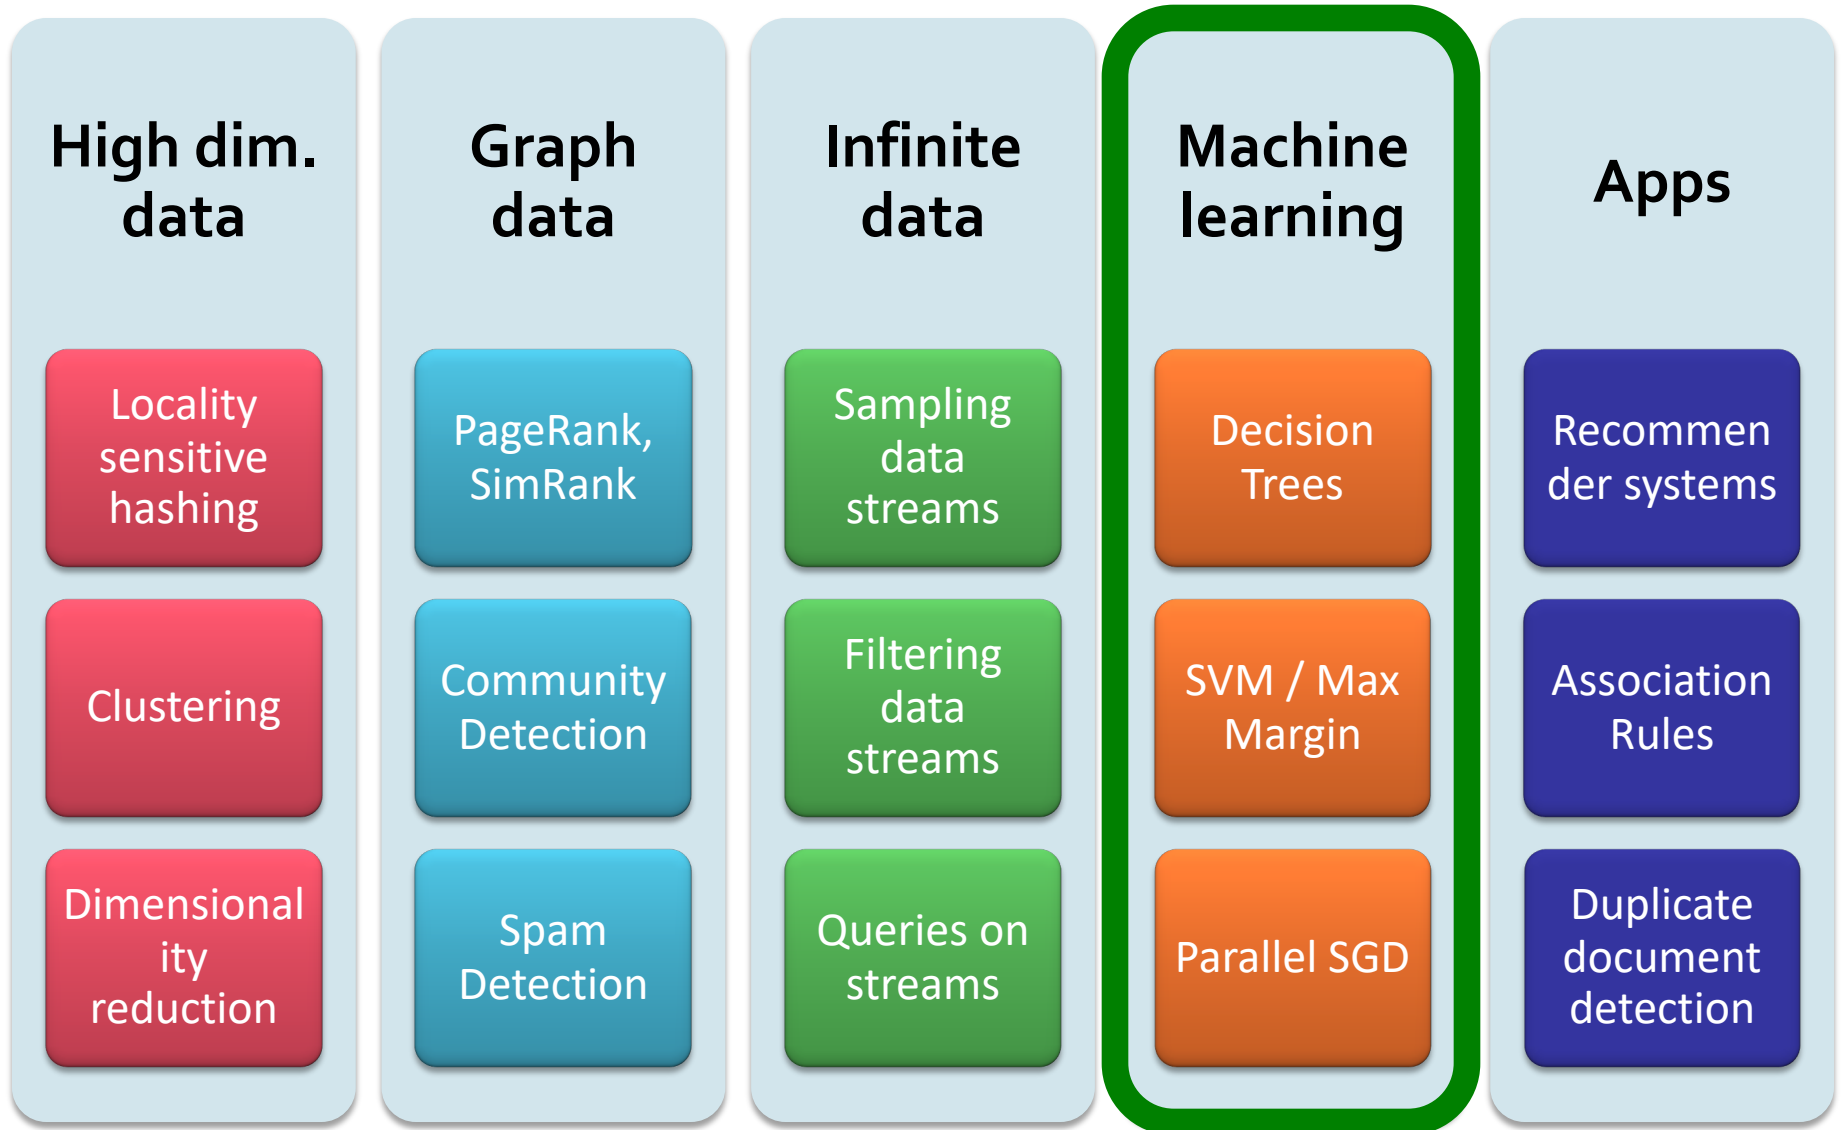 High dim.
data
Locality
sensitive
hashing
Clustering
Dimensional
ity
reduction
Graph
data
PageRank,
SimRank
Community
Detection
Spam
Detection
Infinite
data
Sampling
data
streams
Filtering
data
streams
Queries on
streams
Machine
learning
Decision
Trees
SVM / Max
Margin
Parallel SGD
Apps
Recommen
der systems
Association
Rules
Duplicate
document
detection